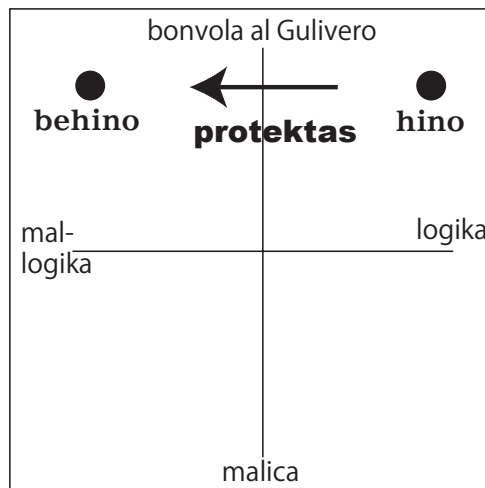 bonvola al Gulivero
behino
protektas
hino
mal-
logika
logika
malica